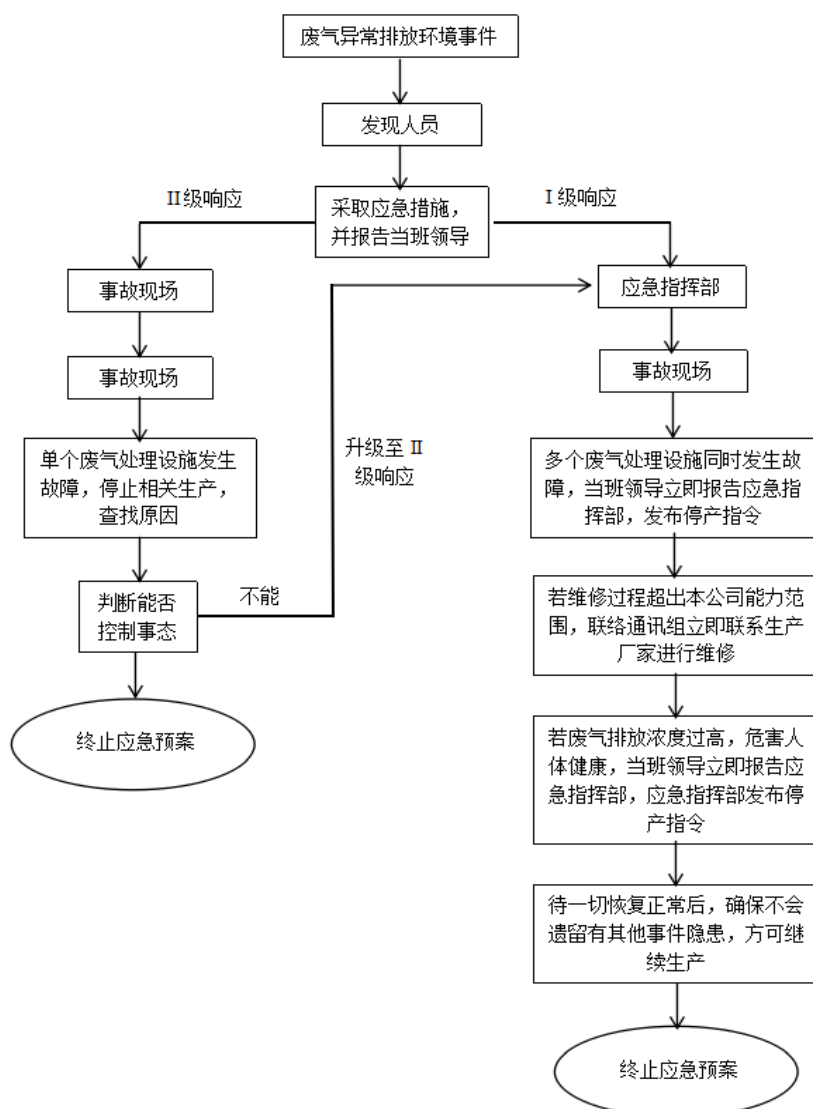 废气异常排放环境事件
发现人员
采取应急措施，
并报告当班领导
II级响应
I级响应
事故现场
事故现场
单个废气处理设施发生
故障，停止相关生产，
查找原因
判断能否
控制事态
不能
终止应急预案
升级至 II
级响应
应急指挥部
事故现场
多个废气处理设施同时发生故
障，当班领导立即报告应急指
挥部，发布停产指令
若维修过程超出本公司能力范
围，联络通讯组立即联系生产
厂家进行维修
若废气排放浓度过高，危害人
体健康，当班领导立即报告应
急指挥部，应急指挥部发布停
产指令
待一切恢复正常后，确保不会
遗留有其他事件隐患，方可继
续生产
终止应急预案